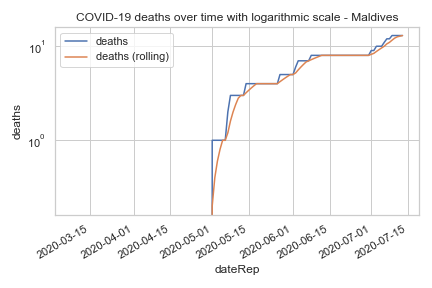 COVID-19 deaths over time with logarithmic scale - Maldives
deaths
deaths (rolling)
10¹
10⁰
deaths
2020-03-15
2020-04-01
2020-04-15
2020-05-01
2020-05-15
2020-06-01
2020-06-15
2020-07-01
2020-07-15
dateRep